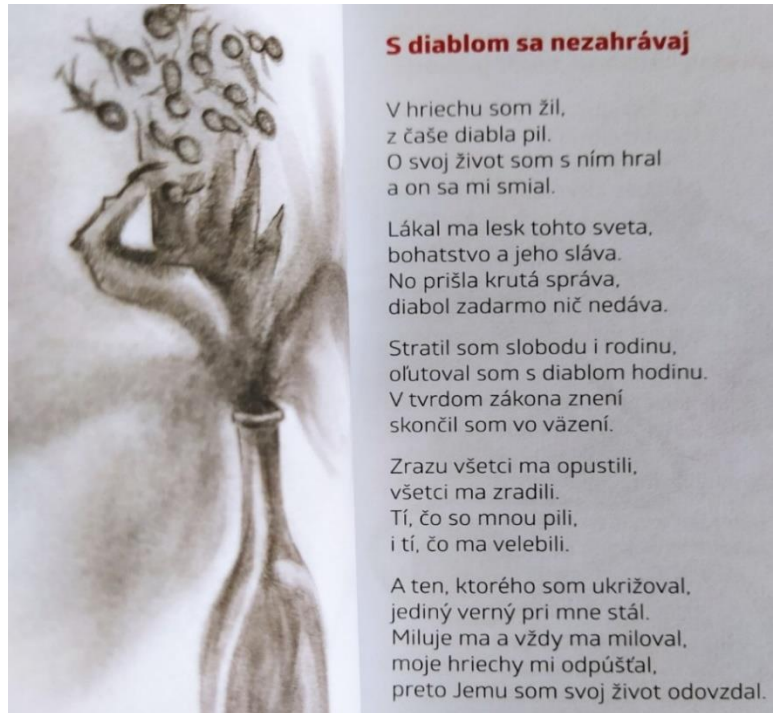 S diablom sa nezahrávaj
V hriechu som žil,
z čaše diabla pil.
O svoj život som s ním hral
a on sa mi smial.
Lákal ma lesk tohto sveta,
bohatstvo a jeho sláva.
No prišla krutá správa,
diabol zadarmo nič nedáva.
Stratil som slobodu i rodinu,
oľutoval som s diablom hodinu.
V tvrdom zákona znení
skončil som vo väzení.
Zrazu všetci ma opustili,
všetci ma zradili.
Tí, čo so mnou pili,
i tí, čo ma velebili.
A ten, ktorého som ukrižoval,
jediný verný pri mne stál.
Miluje ma a vždy ma miloval,
moje hriechy mi odpúšťal,
preto Jemu som svoj život odovzdal.